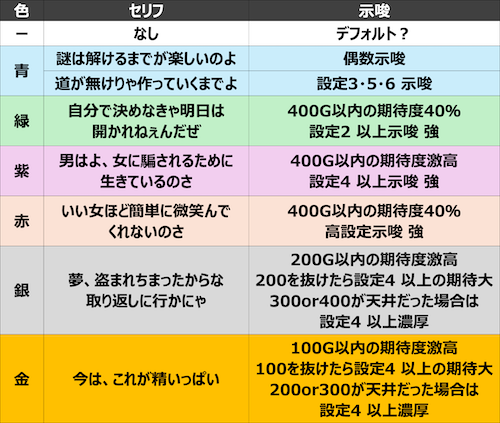 色 セリフ 示唆
ー なし デフォルト？
青 謎は解けるまでが楽しいのよ 偶数示唆
道が無けりゃ作っていくまでよ 設定3・5・6 示唆
緑 自分で決めなきゃ明日は
開かれねぇんだぜ
400G以内の期待度40%
設定2 以上示唆 強
紫 男はよ、女に騙されるために
生きているのさ
400G以内の期待度激高
設定4 以上示唆 強
赤 いい女ほど簡単に微笑んで
くれないのさ
400G以内の期待度40%
高設定示唆 強
銀 夢、盗まれちまったからな
取り返しに行かにゃ
200G以内の期待度激高
200を抜けたら設定4 以上の期待大
300or400が天井だった場合は
設定4 以上濃厚
金 今は、これが精いっぱい
100G以内の期待度激高
100を抜けたら設定4 以上の期待大
200or300が天井だった場合は
設定4 以上濃厚